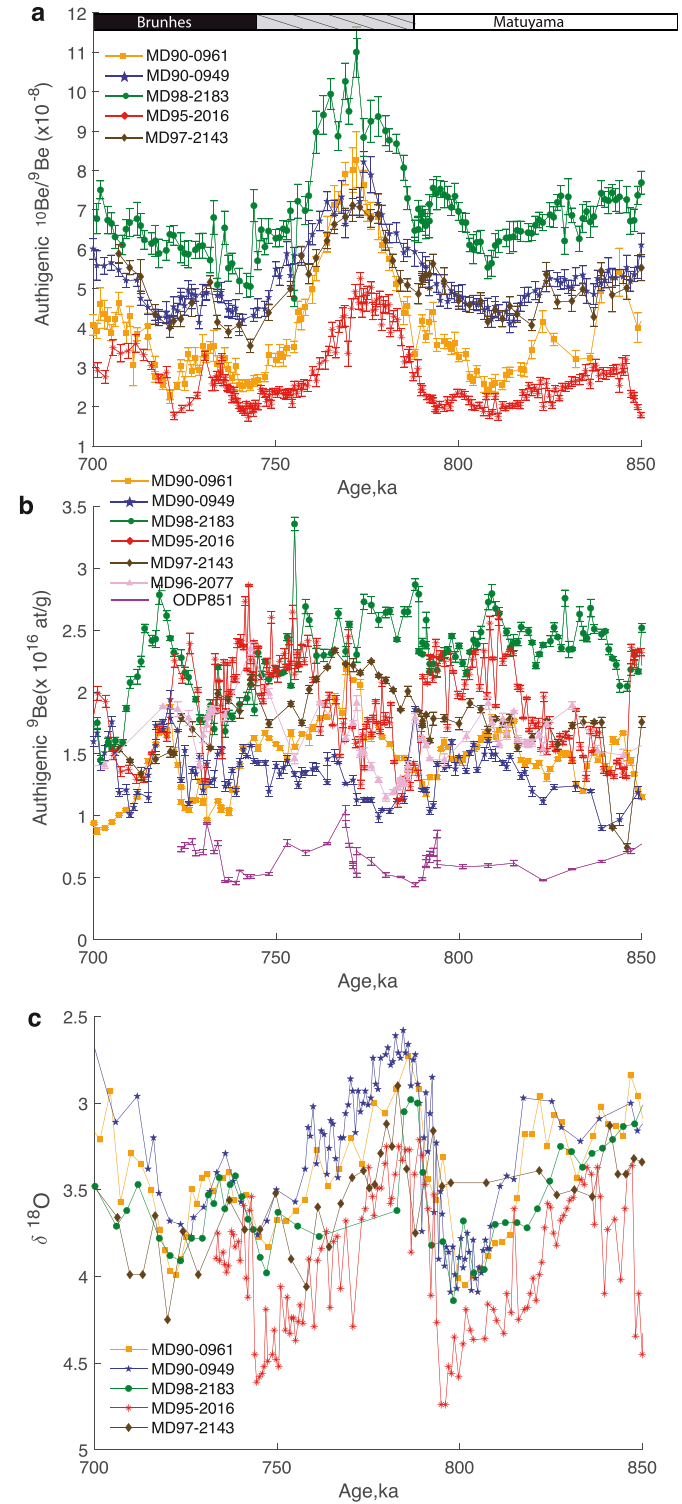 a
Brunhes
Matuyama
12
11
10
9
8
7
6
5
4
3
2
1
Authigenic 10Be/9Be (x10-8)
MD90-0961
MD90-0949
MD98-2183
MD95-2016
MD97-2143
700
750
800
850
Age,ka
b
3.5
3
2.5
2
1.5
1
0.5
0
Authigenic 9Be(x 1016 at/g)
MD90-0961
MD90-0949
MD98-2183
MD95-2016
MD97-2143
MD96-2077
ODP851
700
750
800
850
Age,ka
c
2.5
3
3.5
4
4.5
5
δ 18O
MD90-0961
MD90-0949
MD98-2183
MD95-2016
MD97-2143
700
750
800
850
Age,ka